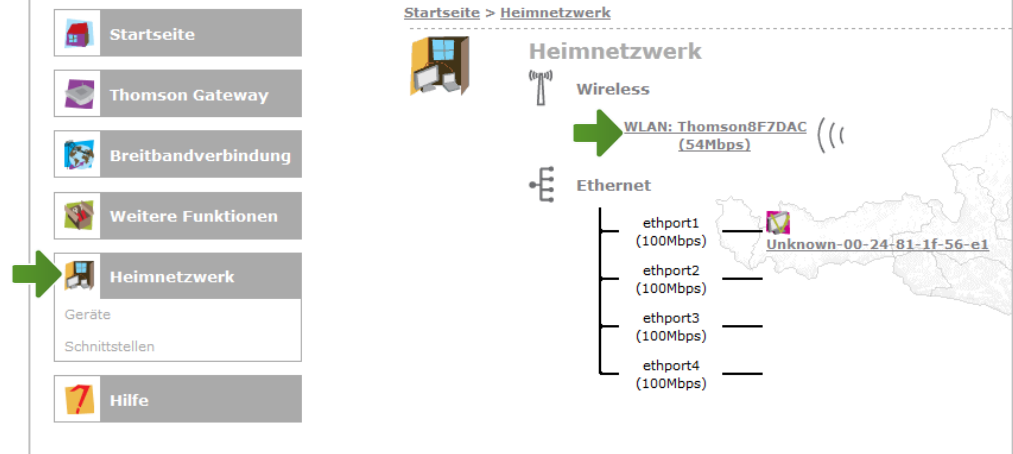 Startseite
Thomson Gateway
Breitbandverbindung
Weitere Funktionen
Heimnetzwerk
Geräte
Schnittstellen
Hilfe
Startseite > Heimnetzwerk
Heimnetzwerk
Wireless
WLAN: Thomson8F7DAC
(54Mbps)
Ethernet
ethport1
(100Mbps)
Unknown-00-24-81-1f-56-e1
ethport2
(100Mbps)
ethport3
(100Mbps)
ethport4
(100Mbps)